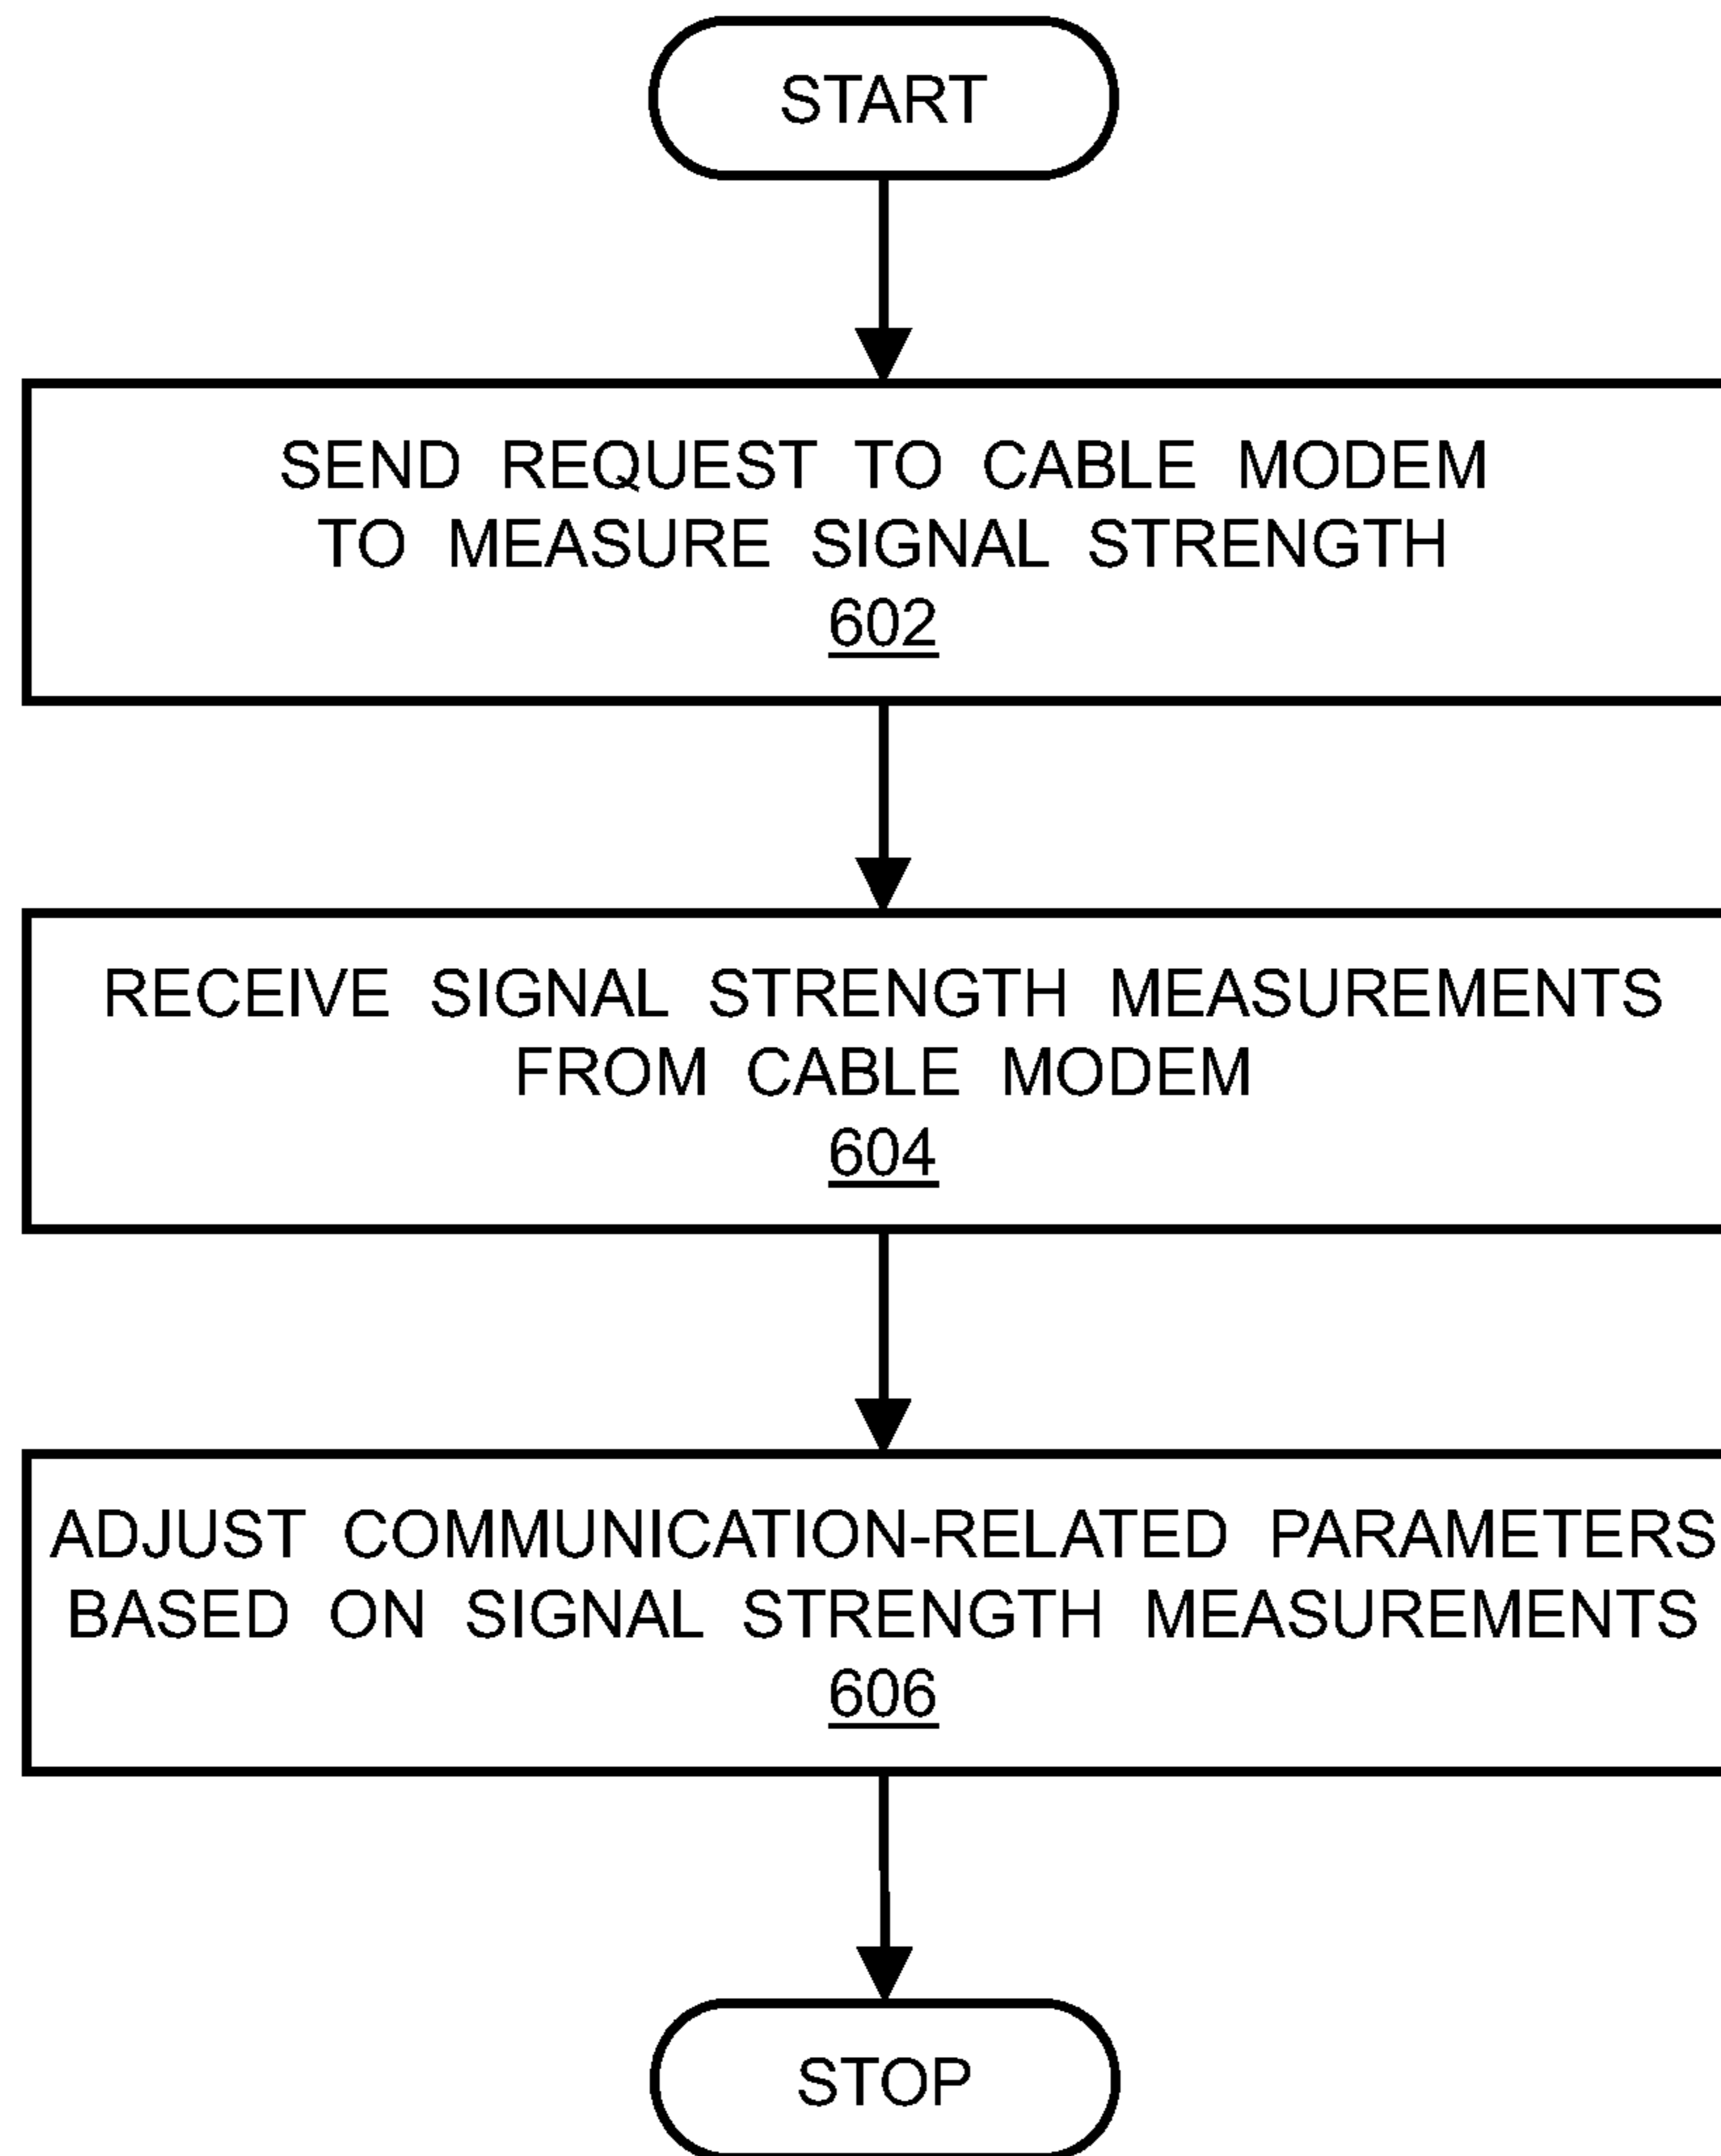 START
SEND REQUEST TO CABLE MODEM
TO MEASURE SIGNAL STRENGTH
602
RECEIVE SIGNAL STRENGTH MEASUREMENTS
FROM CABLE MODEM
604
ADJUST COMMUNICATION-RELATED PARAMETERS
BASED ON SIGNAL STRENGTH MEASUREMENTS
606
STOP